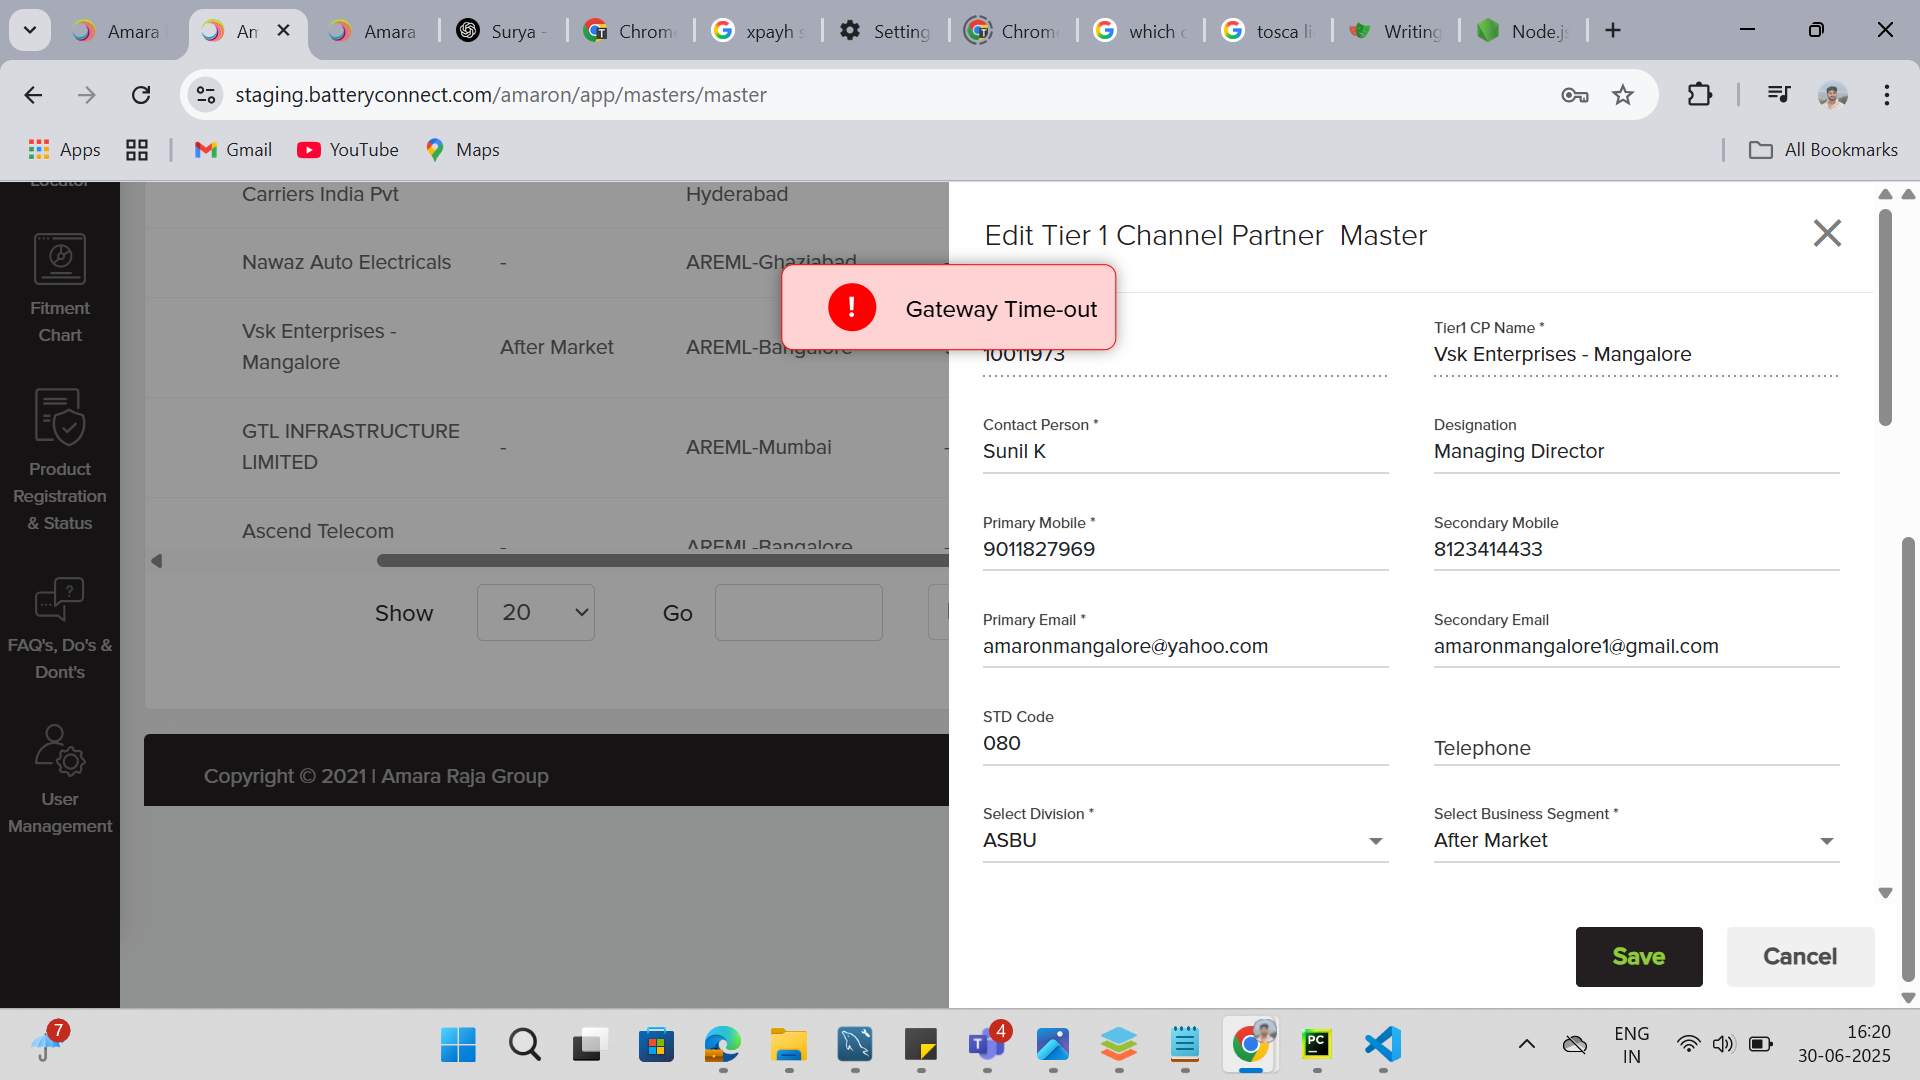 Amara
Am
Amara
Surya -
Chrome
xpayh s
Setting
Chrome
which c
tosca li
Writing
Node.js
staging.batteryconnect.com/amaron/app/masters/master
Apps
Gmail
YouTube
Maps
All Bookmarks
Locator
Fitment
Chart
Product
Registration
& Status
FAQ's, Do's &
Dont's
User
Management
Carriers India Pvt
Hyderabad
Nawaz Auto Electricals
-
AREML-Ghaziabad
Vsk Enterprises -
Mangalore
After Market
AREML-Bangalore
GTL INFRASTRUCTURE
LIMITED
-
AREML-Mumbai
-
Ascend Telecom
-
AREML-Bangalore
-
Show
20
Go
Copyright © 2021 | Amara Raja Group
Edit Tier 1 Channel Partner Master
! Gateway Time-out
10011973
Tier1 CP Name *
Vsk Enterprises - Mangalore
Contact Person *
Sunil K
Designation
Managing Director
Primary Mobile *
9011827969
Secondary Mobile
8123414433
Primary Email *
amaronmangalore@yahoo.com
Secondary Email
amaronmangalore1@gmail.com
STD Code
080
Telephone
Select Division *
ASBU
Select Business Segment *
After Market
Save
Cancel
7
4
PC
ENG
IN
16:20
30-06-2025